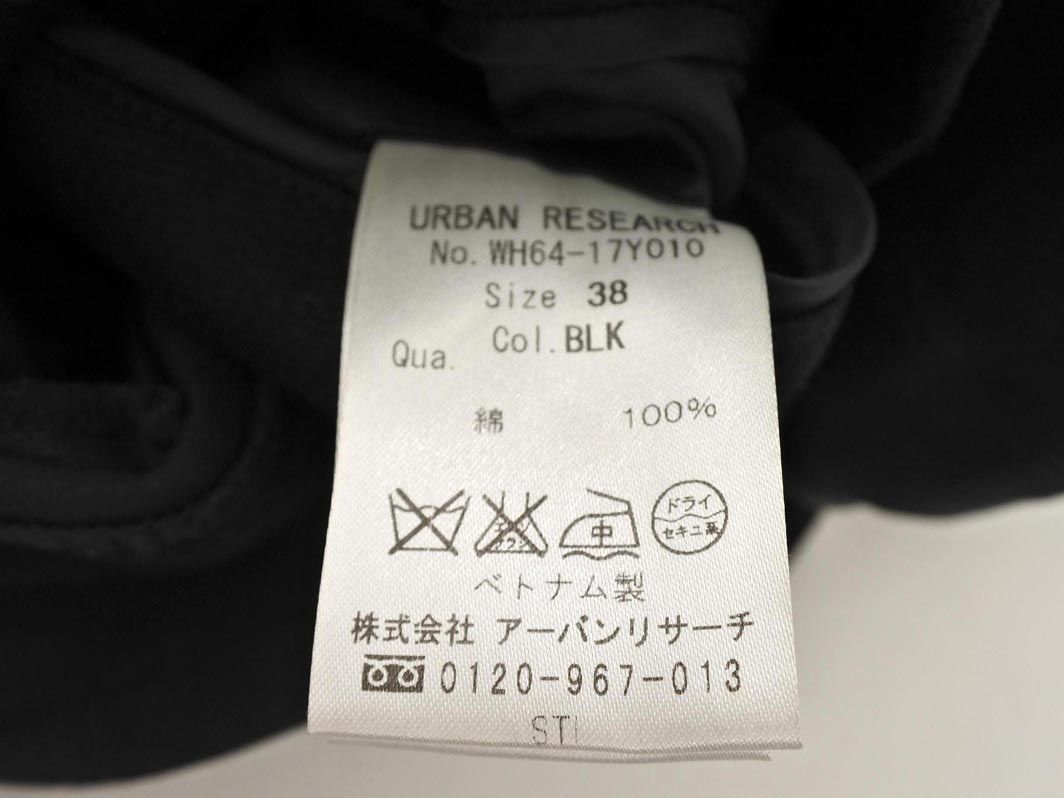 URBAN RESEARCH
No. WH64-17Y010
Size 38
Col. BLK
Qua.
綿 100%
中
ドライ
セキユ系
ベトナム製
株式会社 アーバンリサーチ
0120-967-013